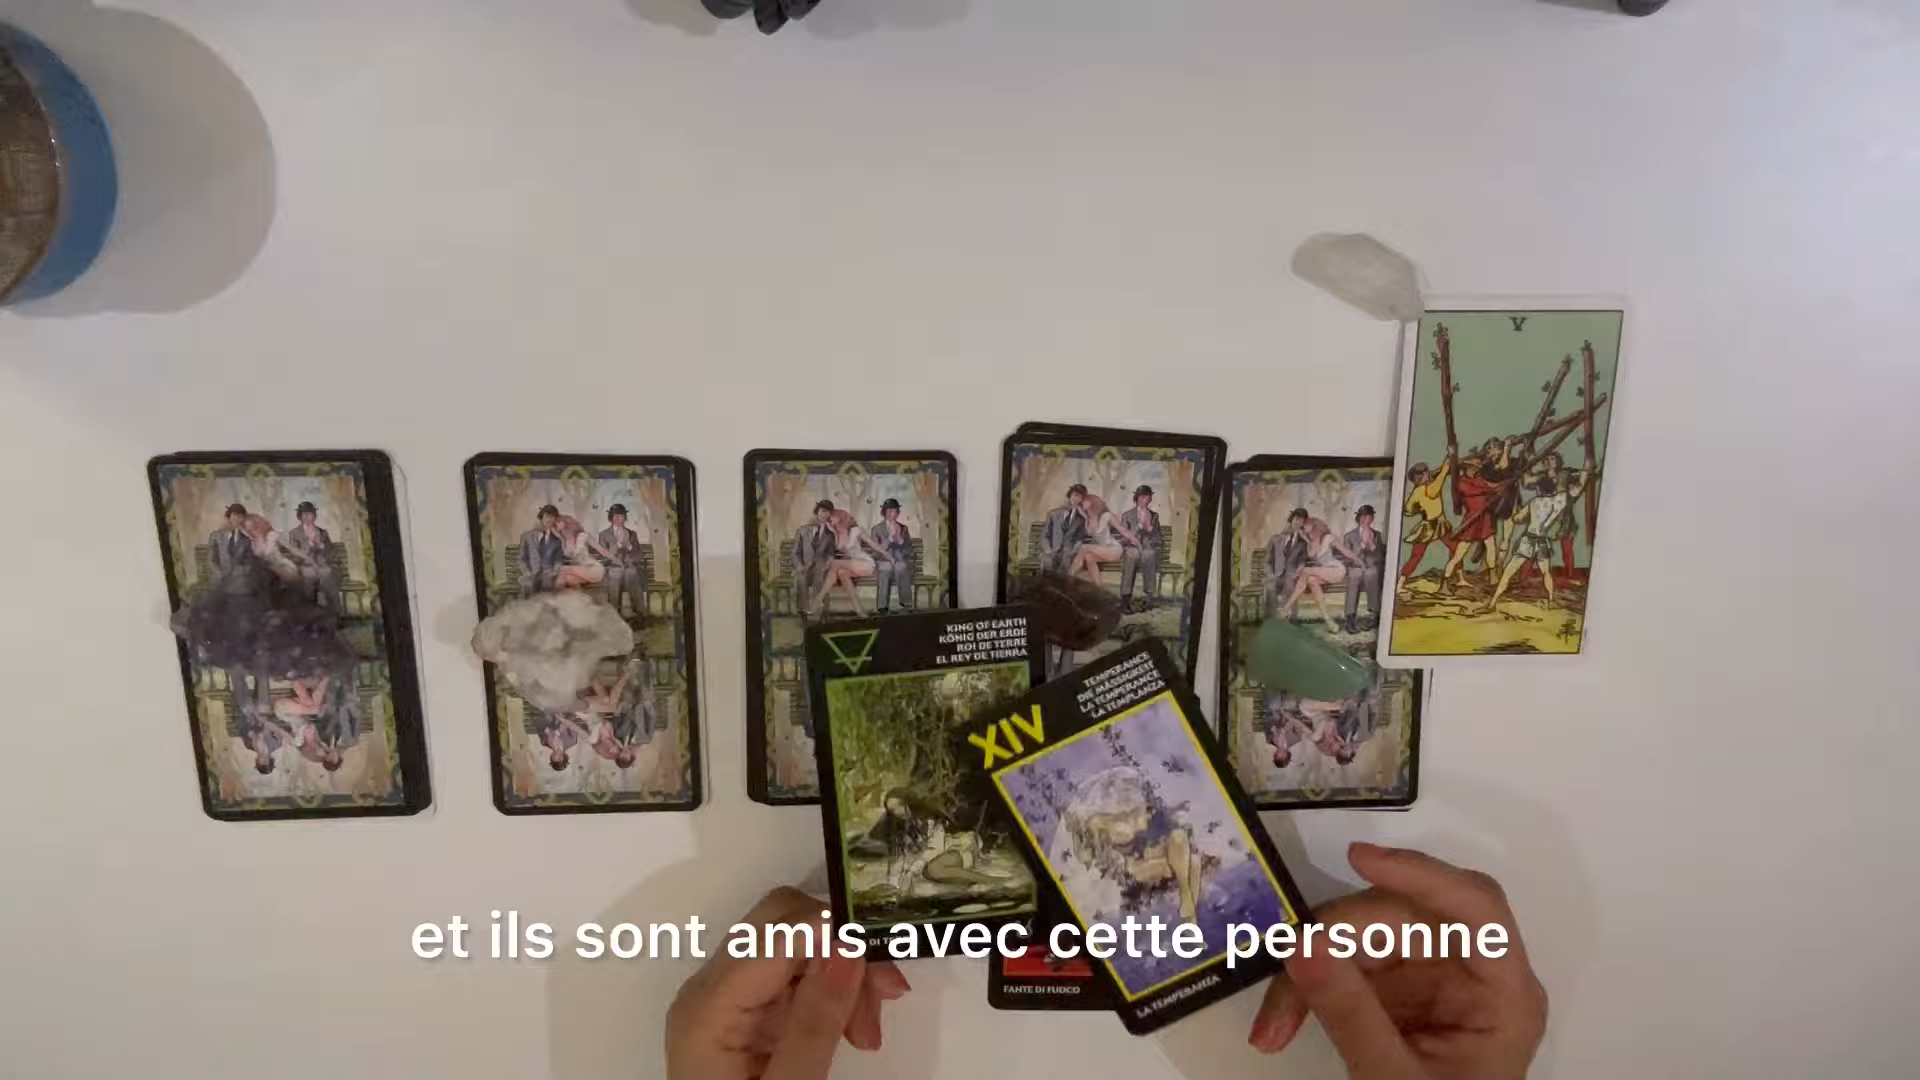 V
KING OF EARTH
KÖNIG DER ERDE
ROI DE TERRE
EL REY DE TIERRA
TEMPERANCE
DIE MÄSSIGKEIT
LA TEMPERANCE
LA TEMPLANZA
XIV
et ils sont amis avec cette personne
FANTE DI FUOCO
LA TEMPERANZA